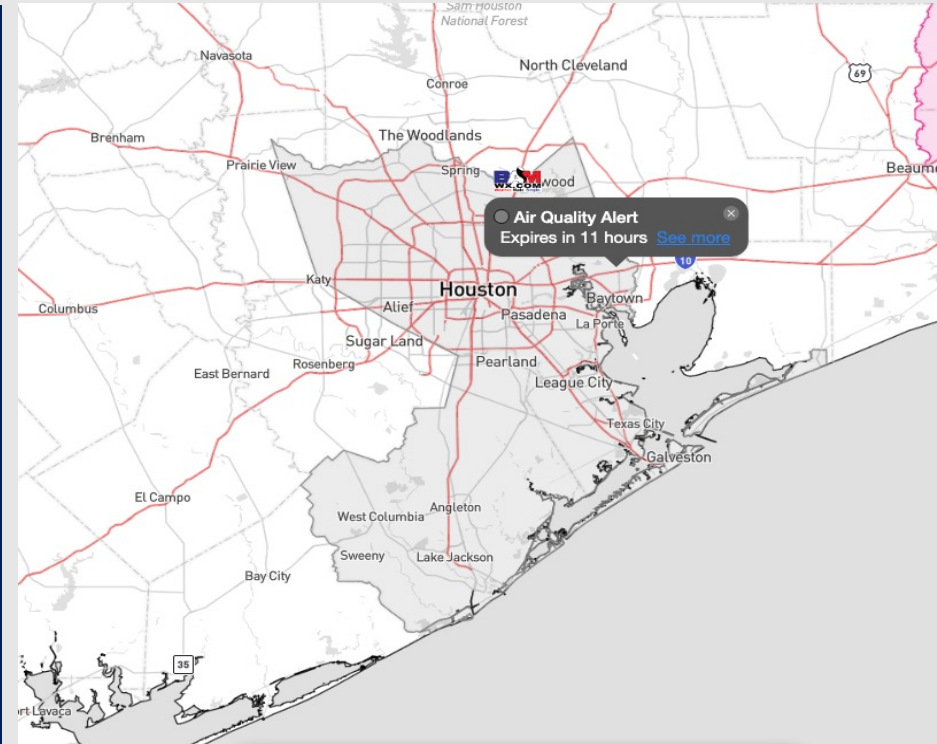 Sam Houston
National Forest
Navasota
North Cleveland
69
Conroe
Brenham
The Woodlands
Prairie View
Spring
Beaum
wood
WX.COM
Air Quality Alert
Expires in 11 hours See more
10
Katy
Houston
Baytown
Columbus
Alief
Pasadena
La Porte
Sugar Land
Rosenberg
Pearland
East Bernard
League City
Texas City
Galveston
El Campo
West Columbia
Angleton
Sweeny
Lake Jackson
Bay City
35
rt Lavaca